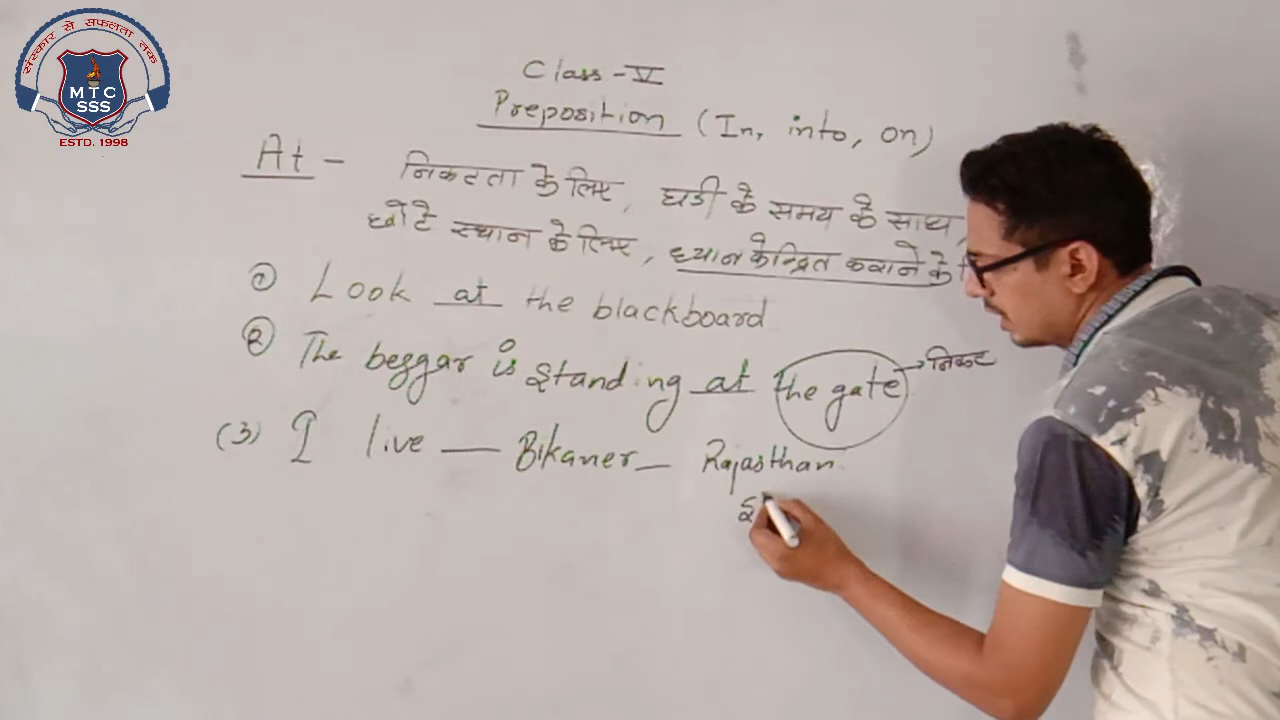 संस्कार से सफलता तक
MTC
SSS
ESTD. 1998
Class - V
Preposition (In, into, on)
At - निकटता के लिए, घडी के समय के साथ,
छोटे स्थान के लिए, ध्यान केन्द्रित कराने के
① Look at the blackboard
② The beggar is standing at the gate → निकट
(3) I live — Bikaner — Rajasthan.